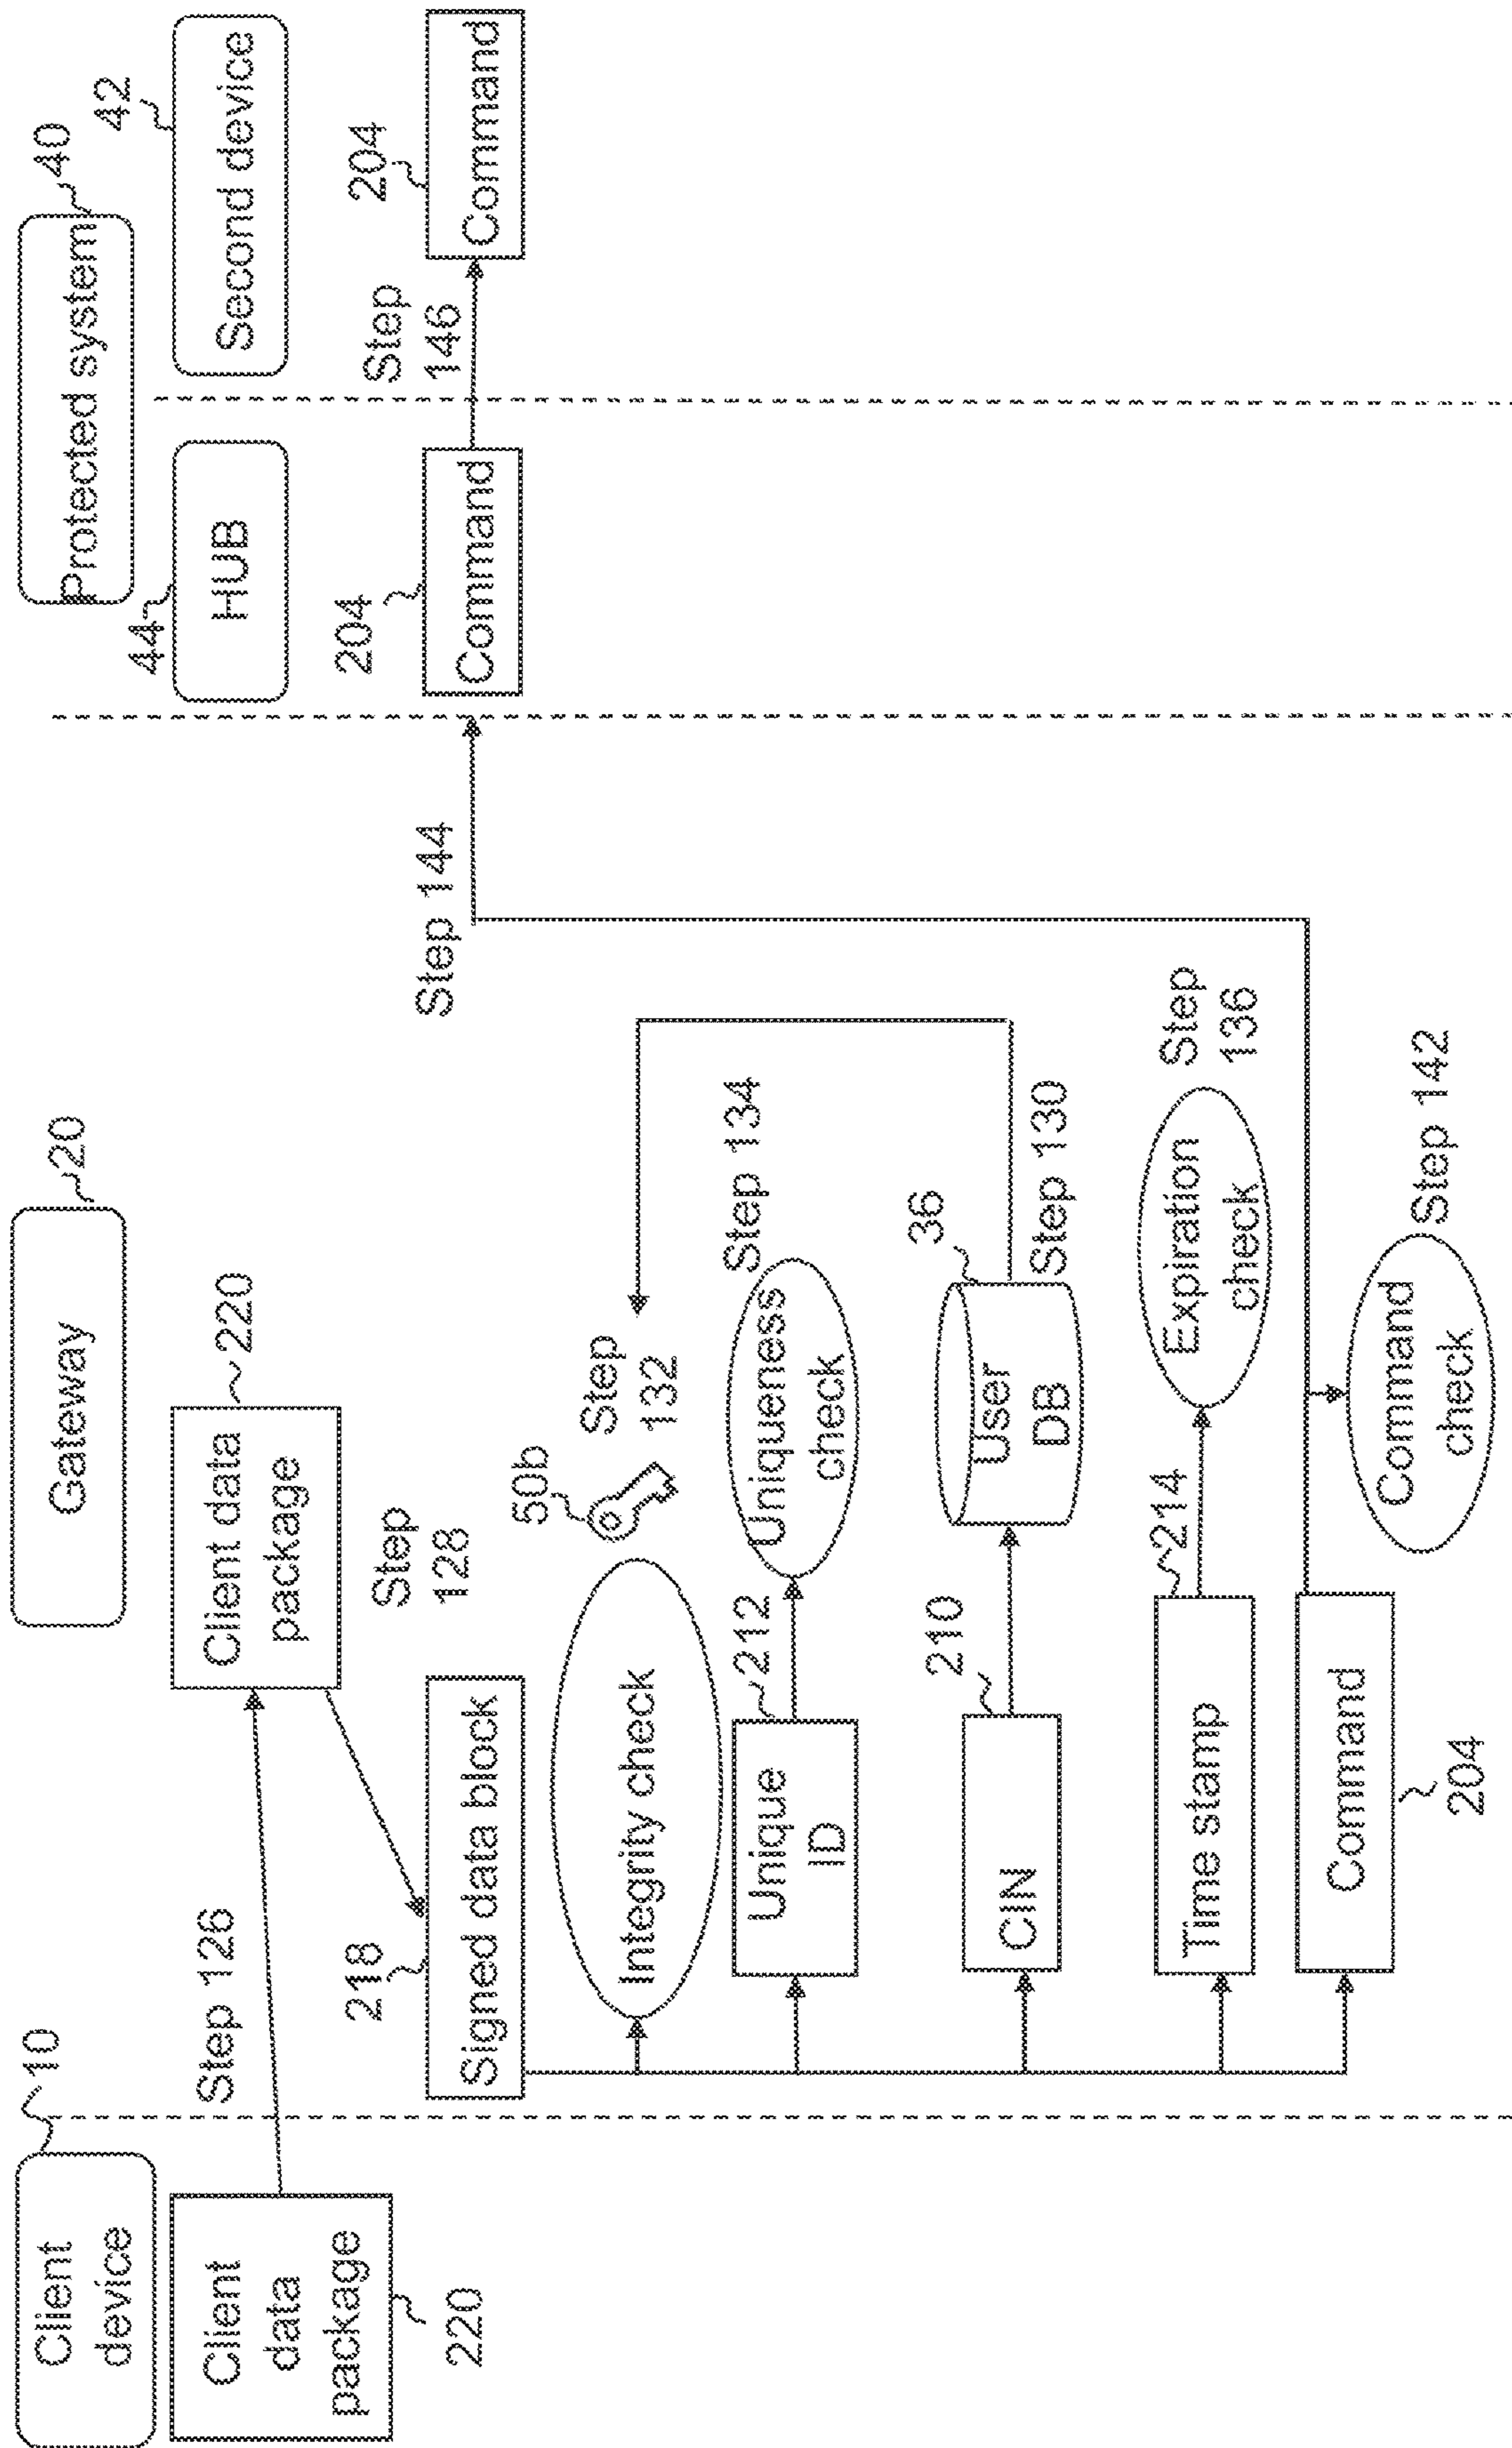 Client
device
10
Gateway
20
Protected system
40
HUB
44
Second device
42
Client
data
package
220
Step 126
Client data
package
220
Step
128
218
Signed data block
Step 144
204
Command
Step
146
204
Command
Integrity check
50b
Step
132
Unique
ID
212
Uniqueness
check
Step 134
CIN
210
User
DB
36
Step 130
Time stamp
214
Expiration
check
Step
136
Command
204
Command
check
Step 142